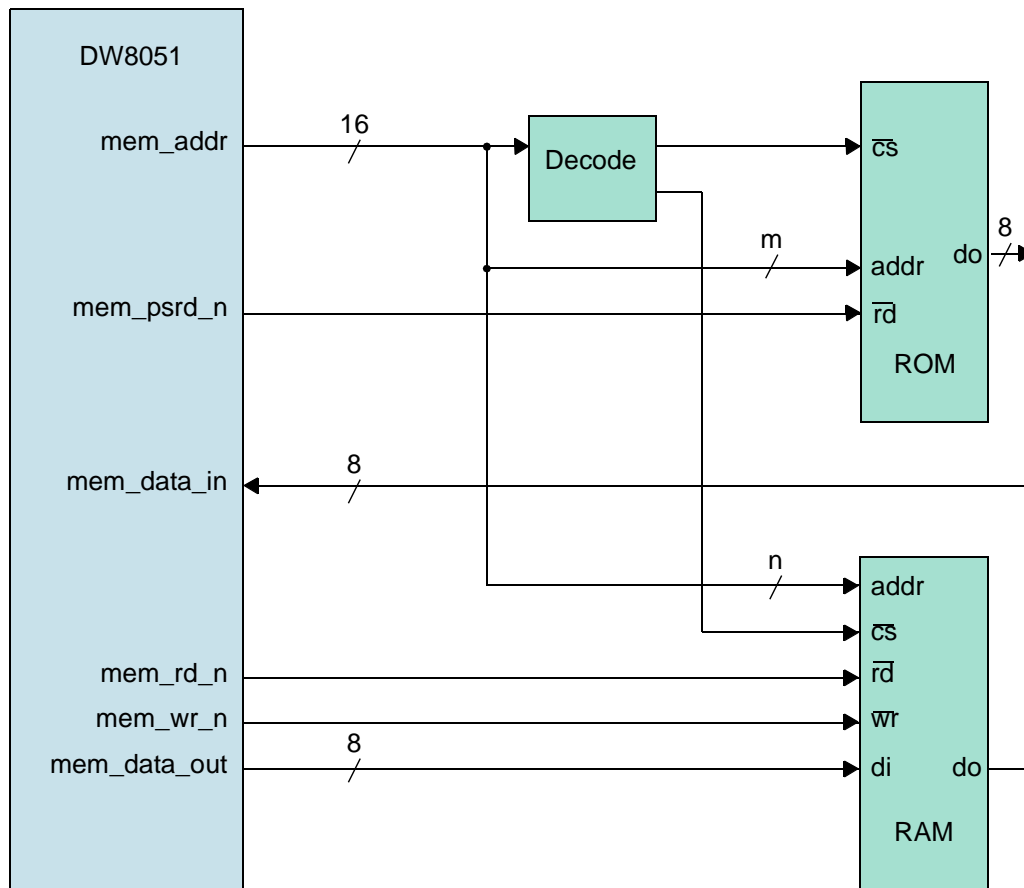 DW8051
mem_addr
16
Decode
cs
m
addr
do
8
mem_psrd_n
rd
ROM
mem_data_in
8
n
addr
cs
mem_rd_n
rd
mem_wr_n
wr
mem_data_out
8
di
do
RAM